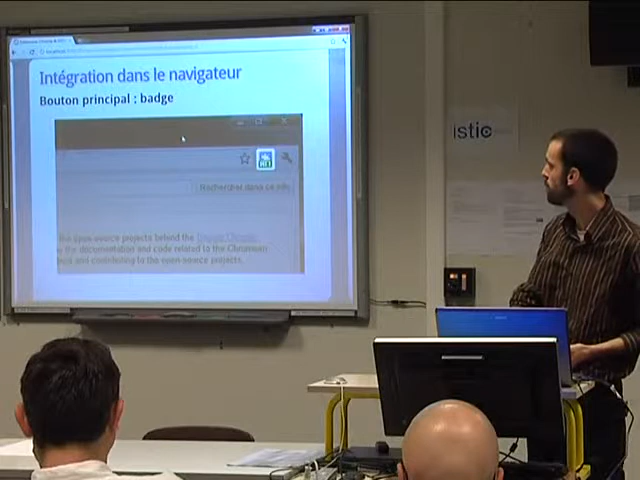 Intégration dans le navigateur
Bouton principal : badge
Rechercher dans ce
the open-source projects behind the
the documentation and code related to the Chromium
and contributing to the open-source projects.
istic